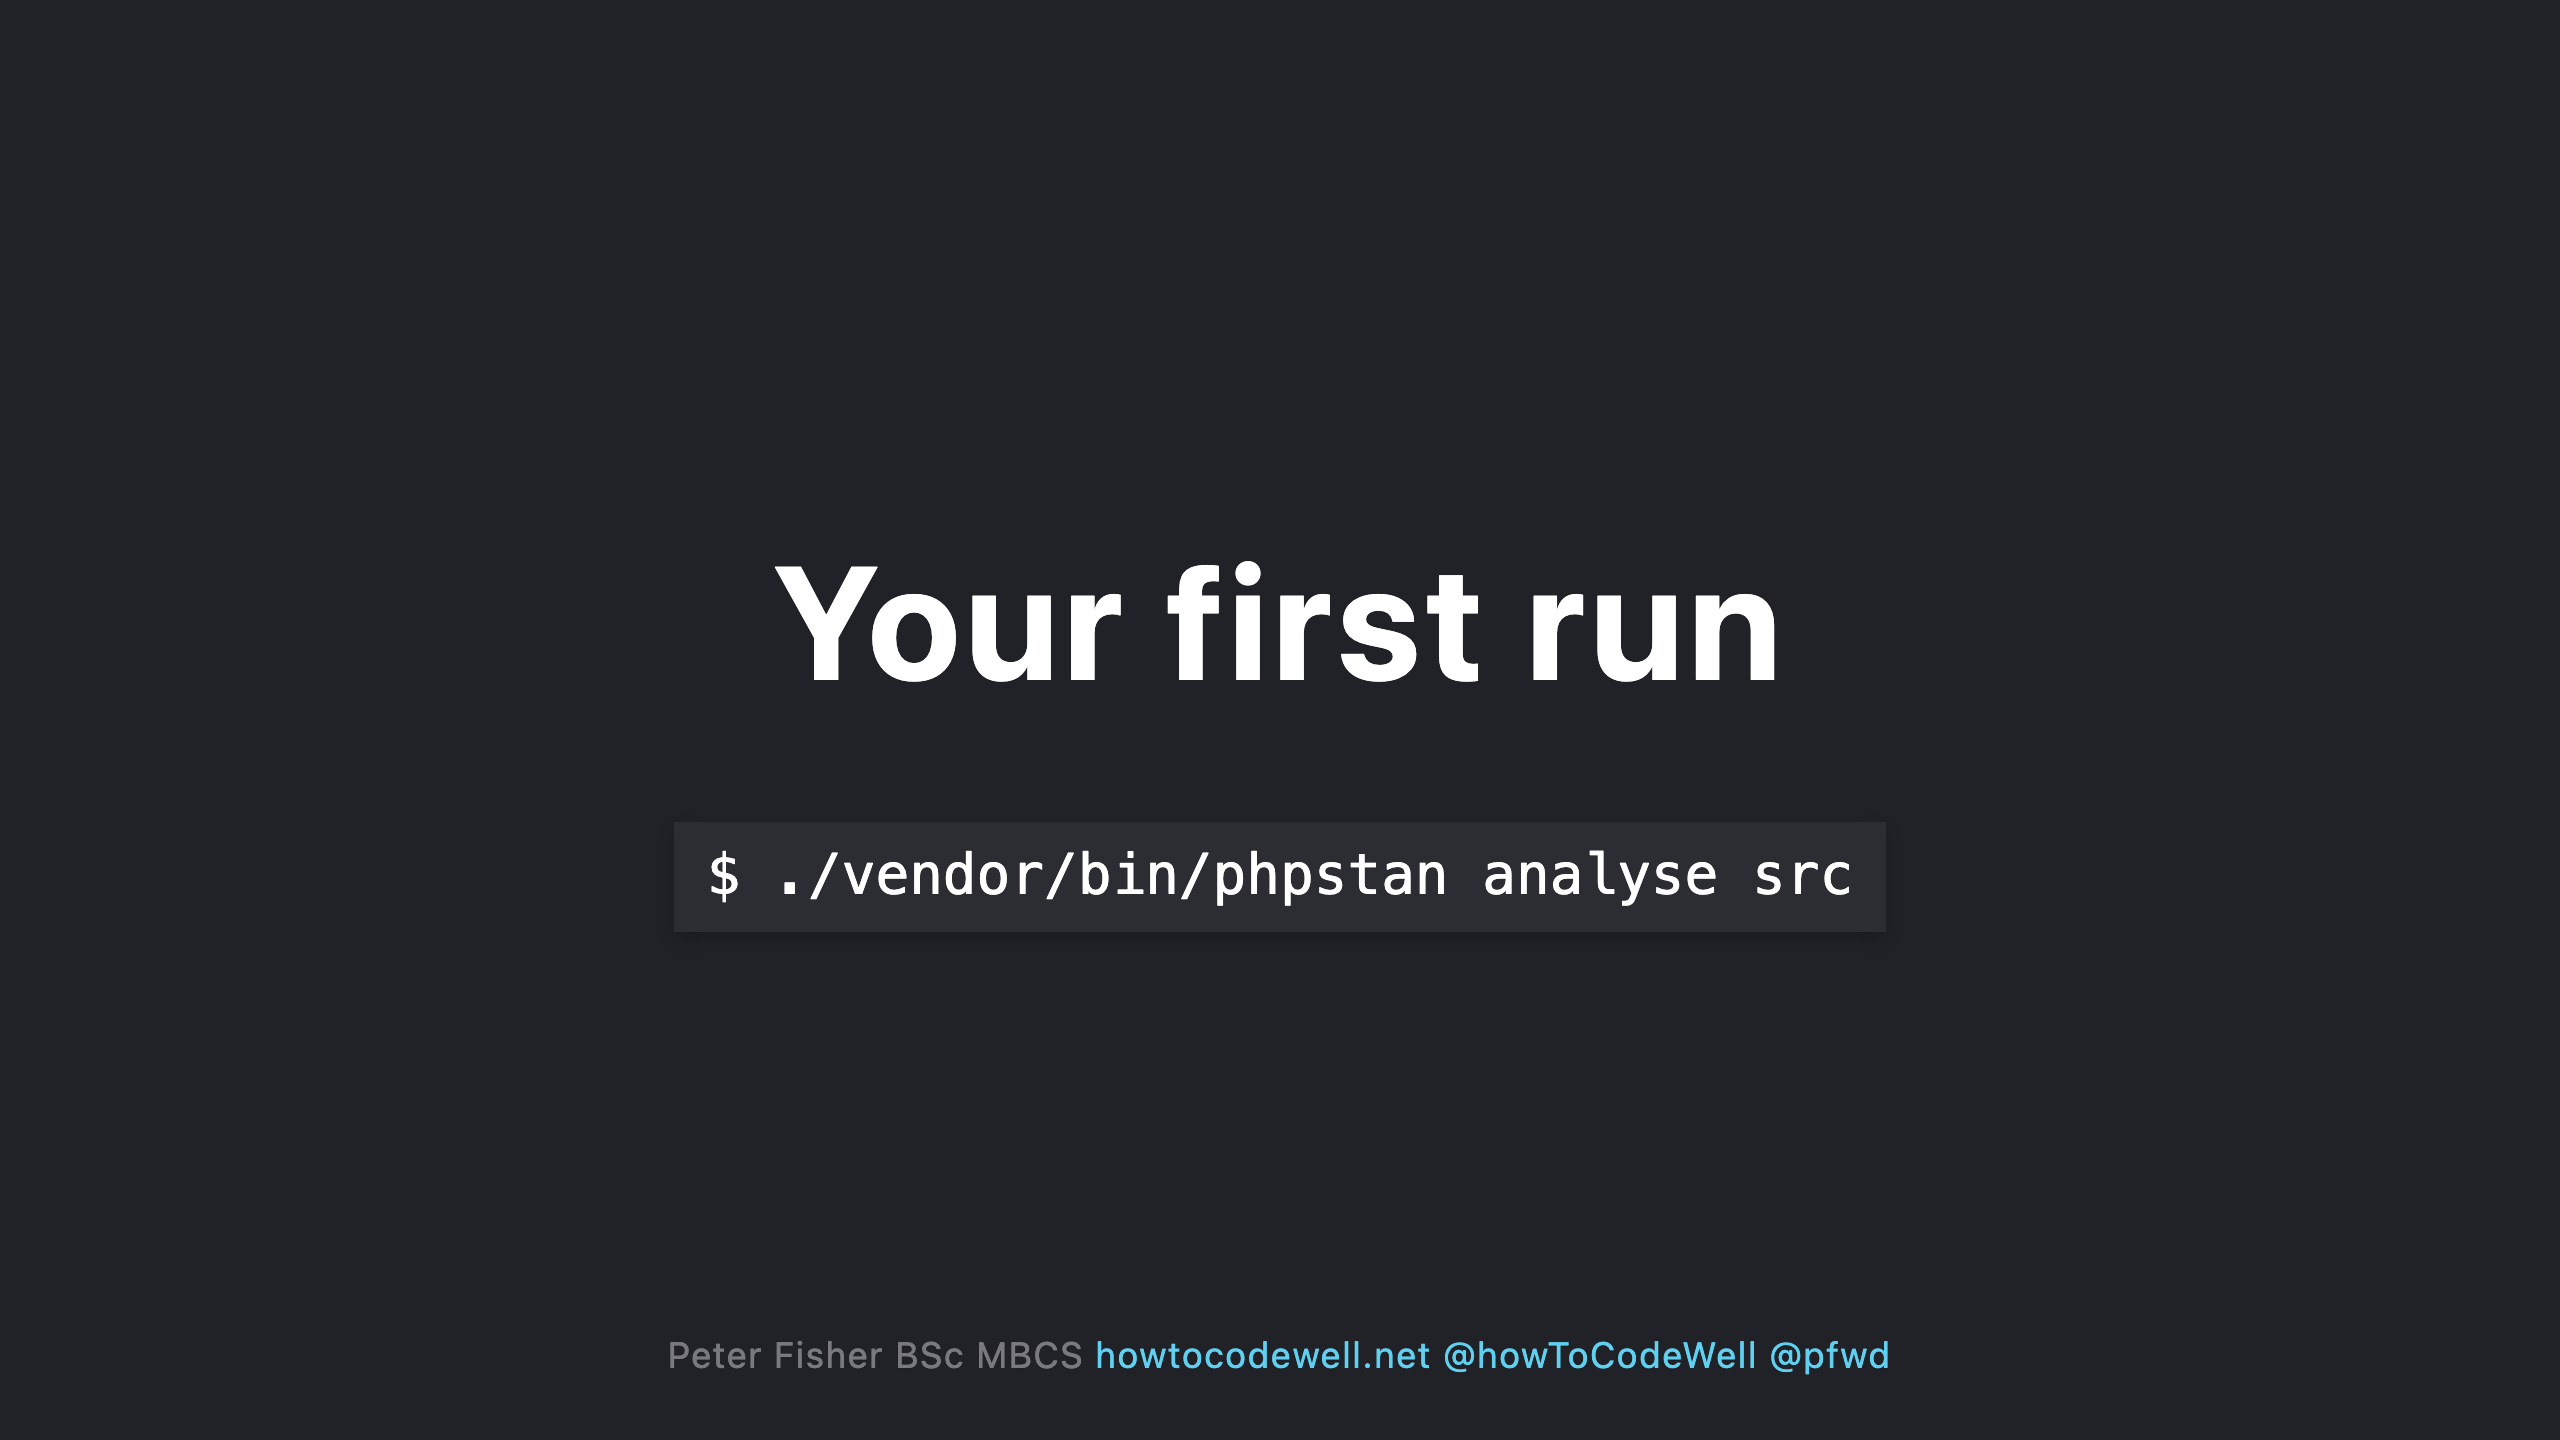 Your first run
$ ./vendor/bin/phpstan analyse src
Peter Fisher BSc MBCS howtocodewell.net @howToCodeWell @pfwd